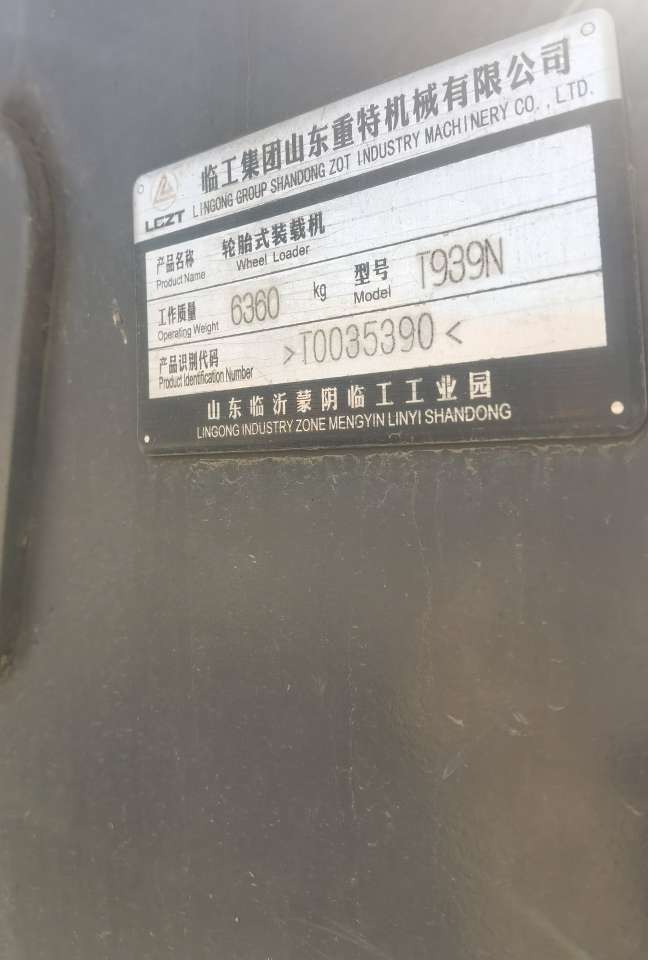 临工集团山东重特机械有限公司
LINGONG GROUP SHANDONG ZOT INDUSTRY MACHINERY CO.,LTD.
LGZT
产品名称 轮胎式装载机
Product Name Wheel Loader
工作质量 6360 kg 型号 T939N
Operating Weight Model
产品识别代码 >T0035390<
Product Identification Number
山东临沂蒙阴临工工业园
LINGONG INDUSTRY ZONE MENGYIN LINYI SHANDONG